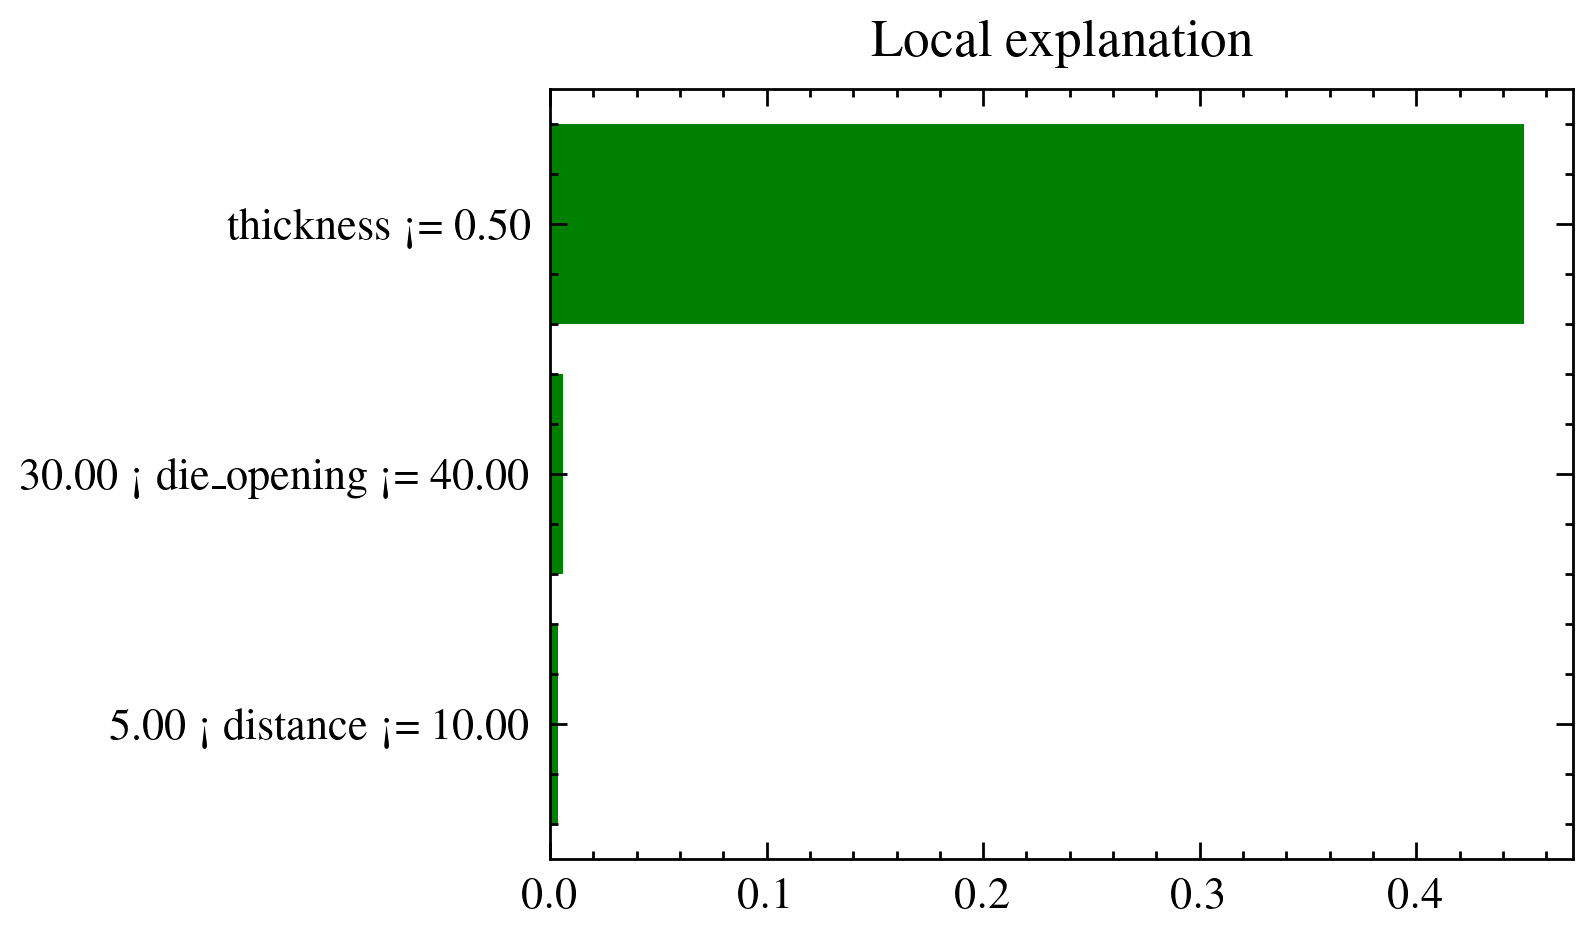 Local explanation
thickness ¡= 0.50
30.00 ¡ die_opening ¡= 40.00
5.00 ¡ distance ¡= 10.00
0.0 0.1 0.2 0.3 0.4